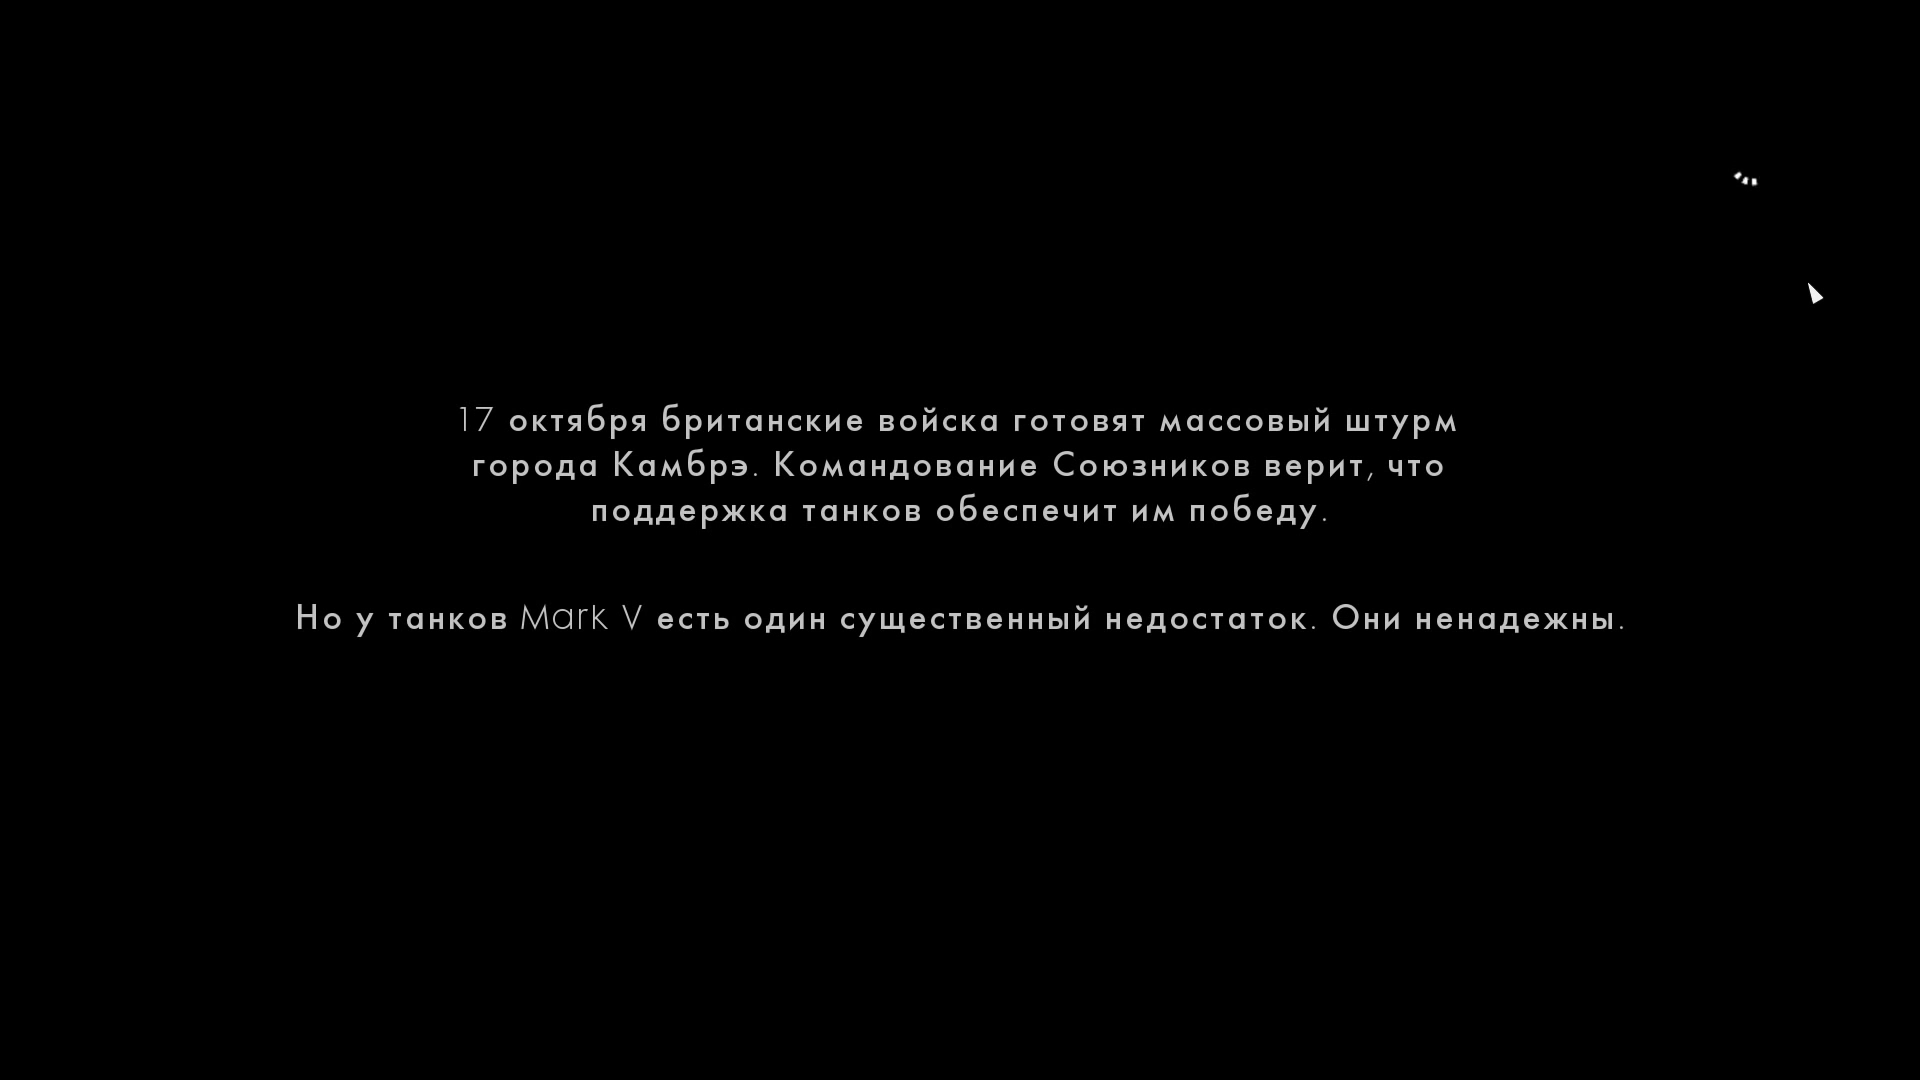 17 октября британские войска готовят массовый штурм
города Камбрэ. Командование Союзников верит, что
поддержка танков обеспечит им победу.
Но у танков Mark V есть один существенный недостаток. Они ненадежны.